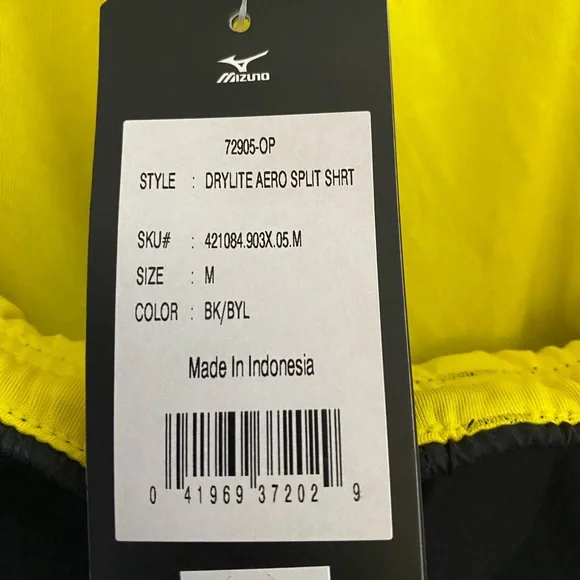 MIZUNO
72905-OP
STYLE : DRYLITE AERO SPLIT SHRT
SKU# : 421084.903X.05.M
SIZE : M
COLOR : BK/BYL
Made In Indonesia
0 41969 37202 9